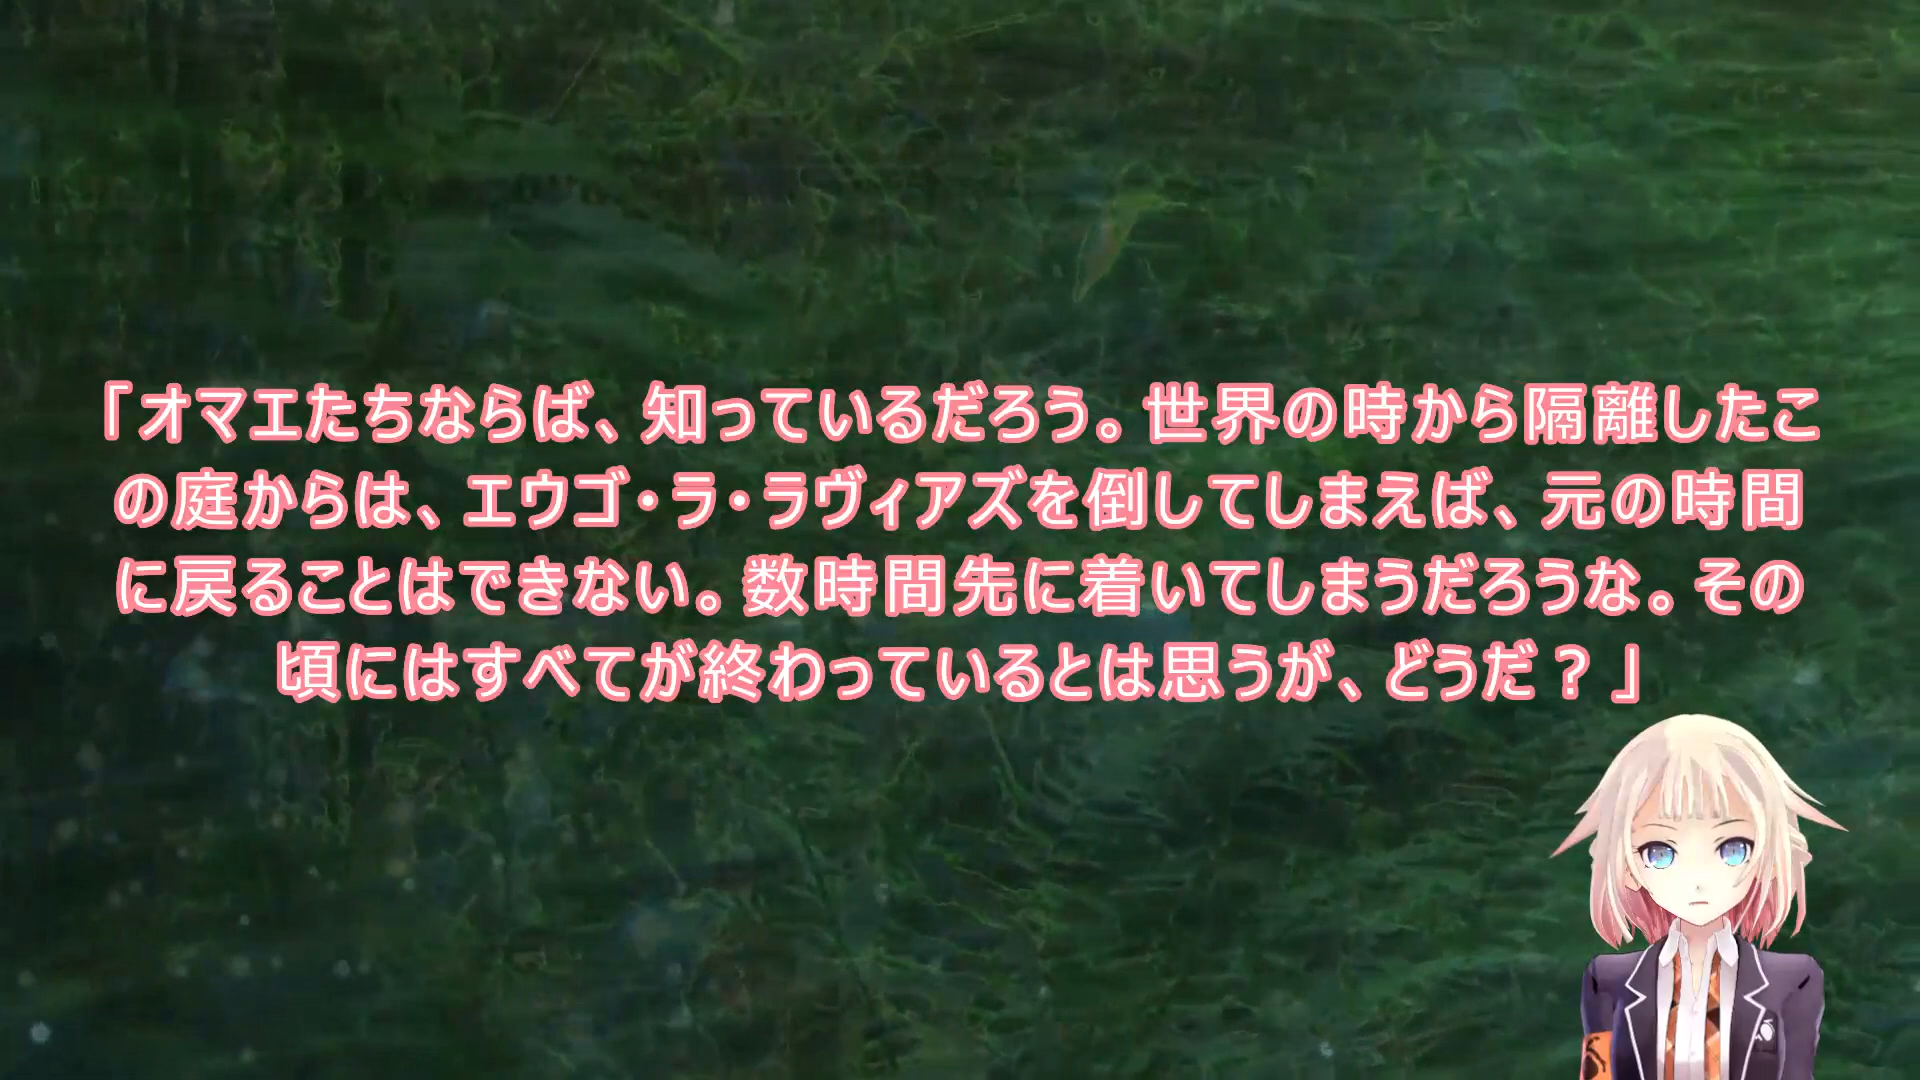 「オマエたちならば、知っているだろう。世界の時から隔離したこ
の庭からは、エウゴ・ラ・ラヴィアズを倒してしまえば、元の時間
に戻ることはできない。数時間先に着いてしまうだろうな。その
頃にはすべてが終わっているとは思うが、どうだ？」